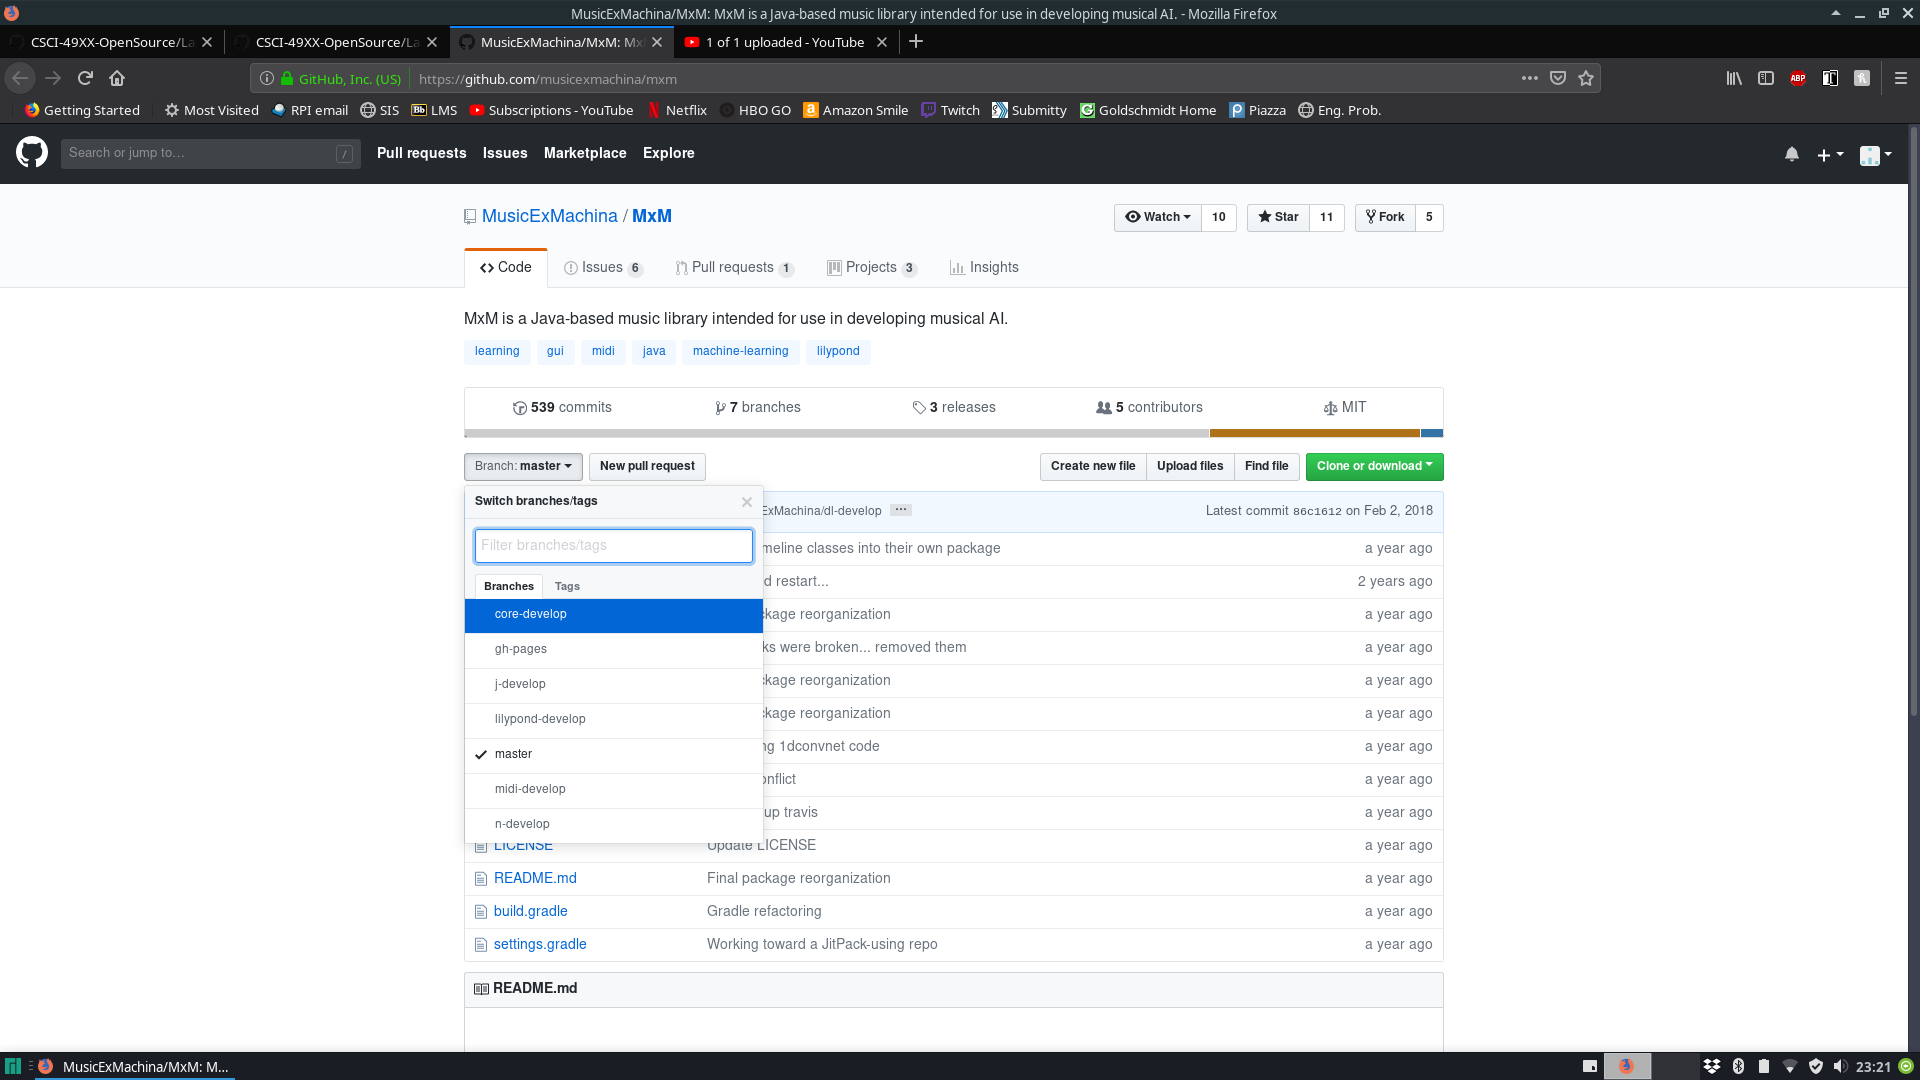 MusicExMachina/MxM: MxM is a Java-based music library intended for use in developing musical AI. - Mozilla Firefox
CSCI-49XX-OpenSource/La
CSCI-49XX-OpenSource/La
MusicExMachina/MxM: Mx
1 of 1 uploaded - YouTube
GitHub, Inc. (US)
https://github.com/musicexmachina/mxm
ABP
Getting Started
Most Visited
RPI email
SIS
LMS
Subscriptions - YouTube
Netflix
HBO GO
Amazon Smile
Twitch
Submitty
Goldschmidt Home
Piazza
Eng. Prob.
Search or jump to...
/
Pull requests
Issues
Marketplace
Explore
MusicExMachina / MxM
Watch 10
Star 11
Fork 5
Code
Issues 6
Pull requests 1
Projects 3
Insights
MxM is a Java-based music library intended for use in developing musical AI.
learning
gui
midi
java
machine-learning
lilypond
539 commits
7 branches
3 releases
5 contributors
MIT
Branch: master
New pull request
Create new file
Upload files
Find file
Clone or download
Switch branches/tags
Filter branches/tags
Branches
Tags
core-develop
gh-pages
j-develop
lilypond-develop
master
midi-develop
n-develop
ExMachina/dl-develop
...
Latest commit 86c1612 on Feb 2, 2018
meline classes into their own package
a year ago
d restart...
2 years ago
ckage reorganization
a year ago
ks were broken... removed them
a year ago
ckage reorganization
a year ago
ckage reorganization
a year ago
ng 1dconvnet code
a year ago
onflict
a year ago
up travis
a year ago
LICENSE
Update LICENSE
a year ago
README.md
Final package reorganization
a year ago
build.gradle
Gradle refactoring
a year ago
settings.gradle
Working toward a JitPack-using repo
a year ago
README.md
MusicExMachina/MxM: M...
23:21